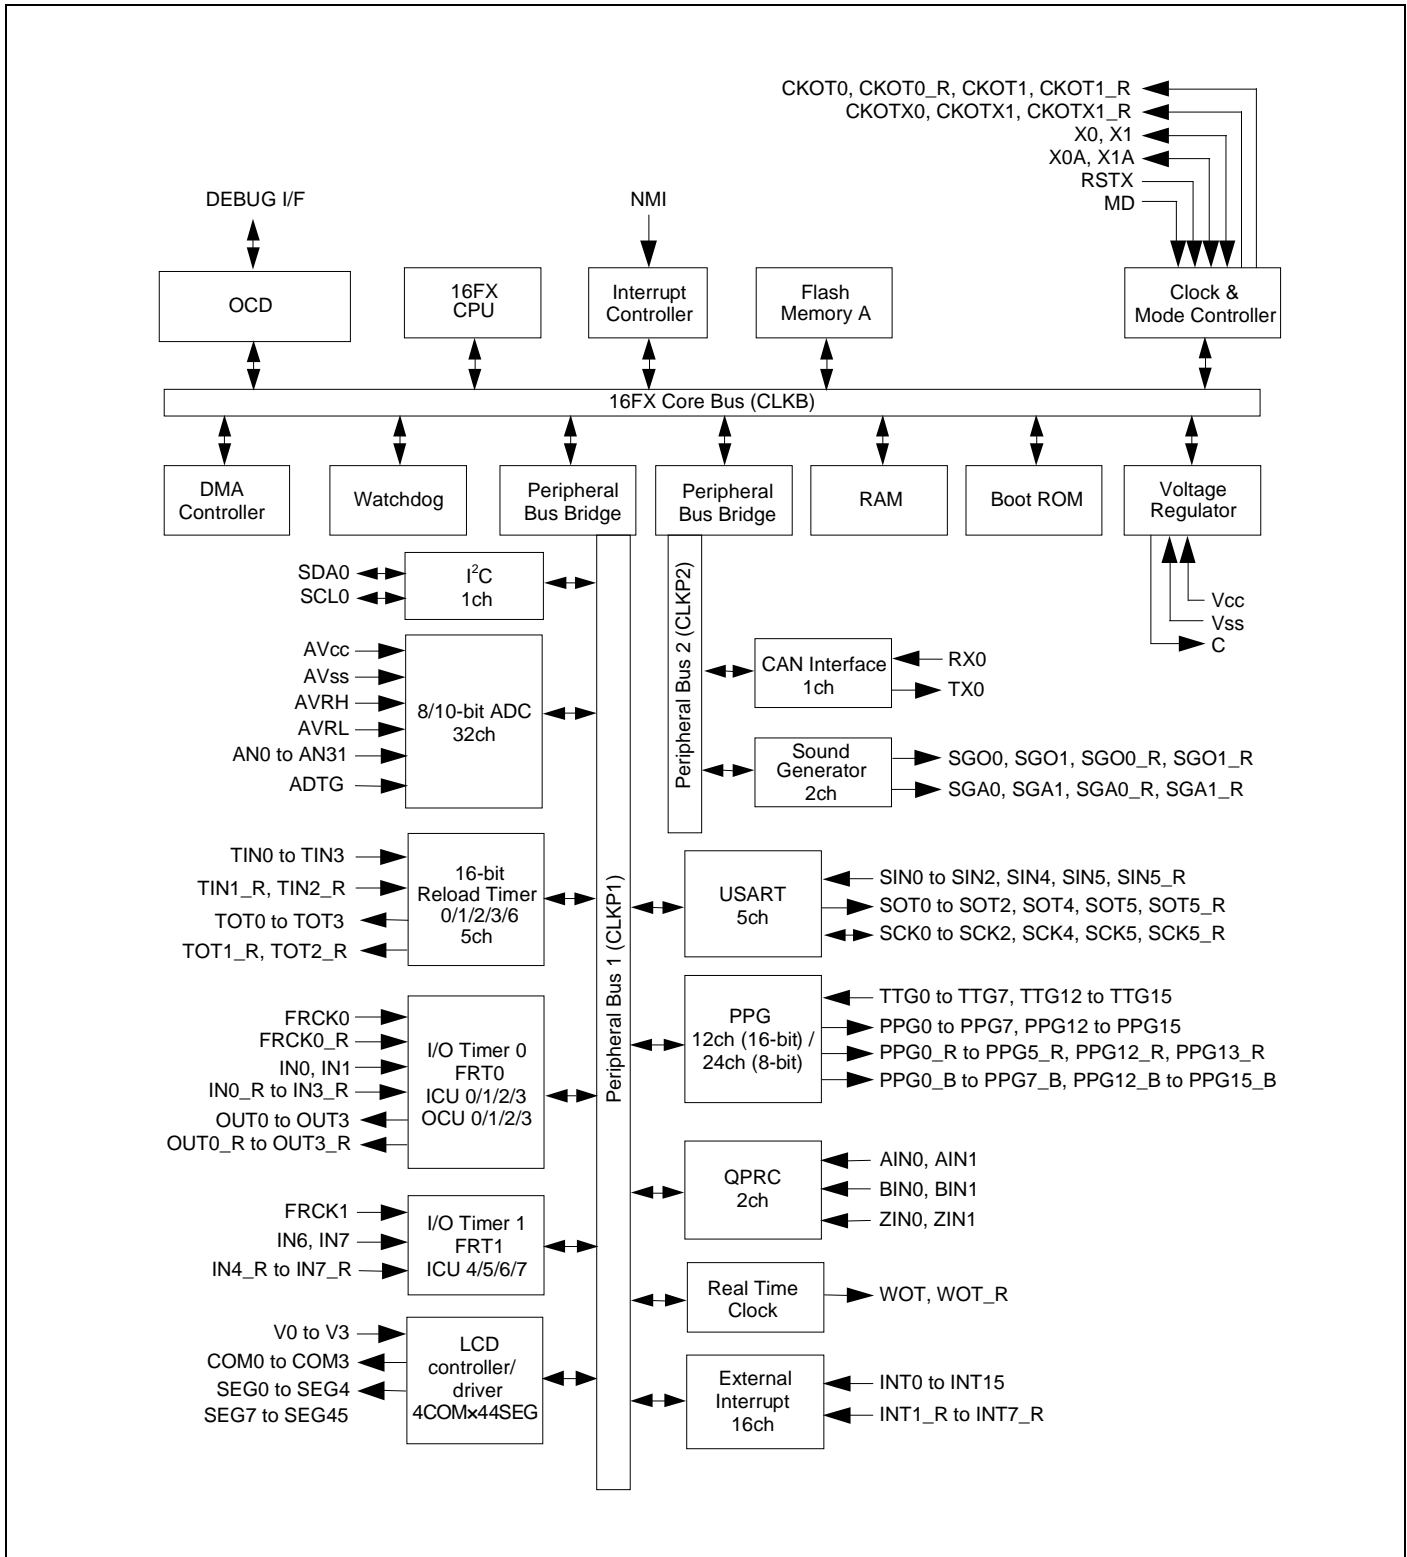 CKOT0, CKOT0_R, CKOT1, CKOT1_R
CKOTX0, CKOTX1, CKOTX1_R
X0, X1
X0A, X1A
RSTX
MD
DEBUG I/F
NMI
OCD
16FX
CPU
Interrupt
Controller
Flash
Memory A
Clock &
Mode Controller
16FX Core Bus (CLKB)
DMA
Controller
Watchdog
Peripheral
Bus Bridge
Peripheral
Bus Bridge
RAM
Boot ROM
Voltage
Regulator
Vcc
Vss
C
Peripheral Bus 1 (CLKP1)
Peripheral Bus 2 (CLKP2)
SDA0
SCL0
I²C
1ch
AVcc
AVss
AVRH
AVRL
AN0 to AN31
ADTG
8/10-bit ADC
32ch
TIN0 to TIN3
TIN1_R, TIN2_R
TOT0 to TOT3
TOT1_R, TOT2_R
16-bit
Reload Timer
0/1/2/3/6
5ch
FRCK0
FRCK0_R
IN0, IN1
IN0_R to IN3_R
OUT0 to OUT3
OUT0_R to OUT3_R
I/O Timer 0
FRT0
ICU 0/1/2/3
OCU 0/1/2/3
FRCK1
IN6, IN7
IN4_R to IN7_R
I/O Timer 1
FRT1
ICU 4/5/6/7
V0 to V3
COM0 to COM3
SEG0 to SEG4
SEG7 to SEG45
LCD
controller/
driver
4COM×44SEG
CAN Interface
1ch
RX0
TX0
Sound
Generator
2ch
SGO0, SGO1, SGO0_R, SGO1_R
SGA0, SGA1, SGA0_R, SGA1_R
USART
5ch
SIN0 to SIN2, SIN4, SIN5, SIN5_R
SOT0 to SOT2, SOT4, SOT5, SOT5_R
SCK0 to SCK2, SCK4, SCK5, SCK5_R
PPG
12ch (16-bit) /
24ch (8-bit)
TTG0 to TTG7, TTG12 to TTG15
PPG0 to PPG7, PPG12 to PPG15
PPG0_R to PPG5_R, PPG12_R, PPG13_R
PPG0_B to PPG7_B, PPG12_B to PPG15_B
QPRC
2ch
AIN0, AIN1
BIN0, BIN1
ZIN0, ZIN1
Real Time
Clock
WOT, WOT_R
External
Interrupt
16ch
INT0 to INT15
INT1_R to INT7_R